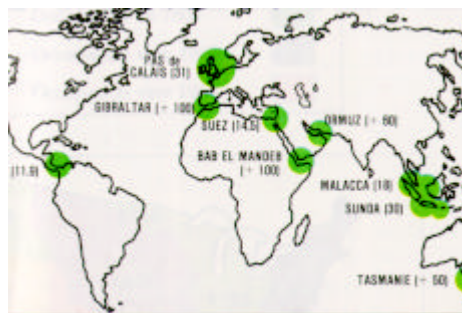 PAS de
CALAIS (31)
GIBRALTAR (÷ 100)
SUEZ (14.5)
ORMUZ (÷ 60)
BAB EL MANDEB
(÷ 100)
(11.9)
MALACCA (18)
SUNDA (30)
TASMANIE (÷ 50)